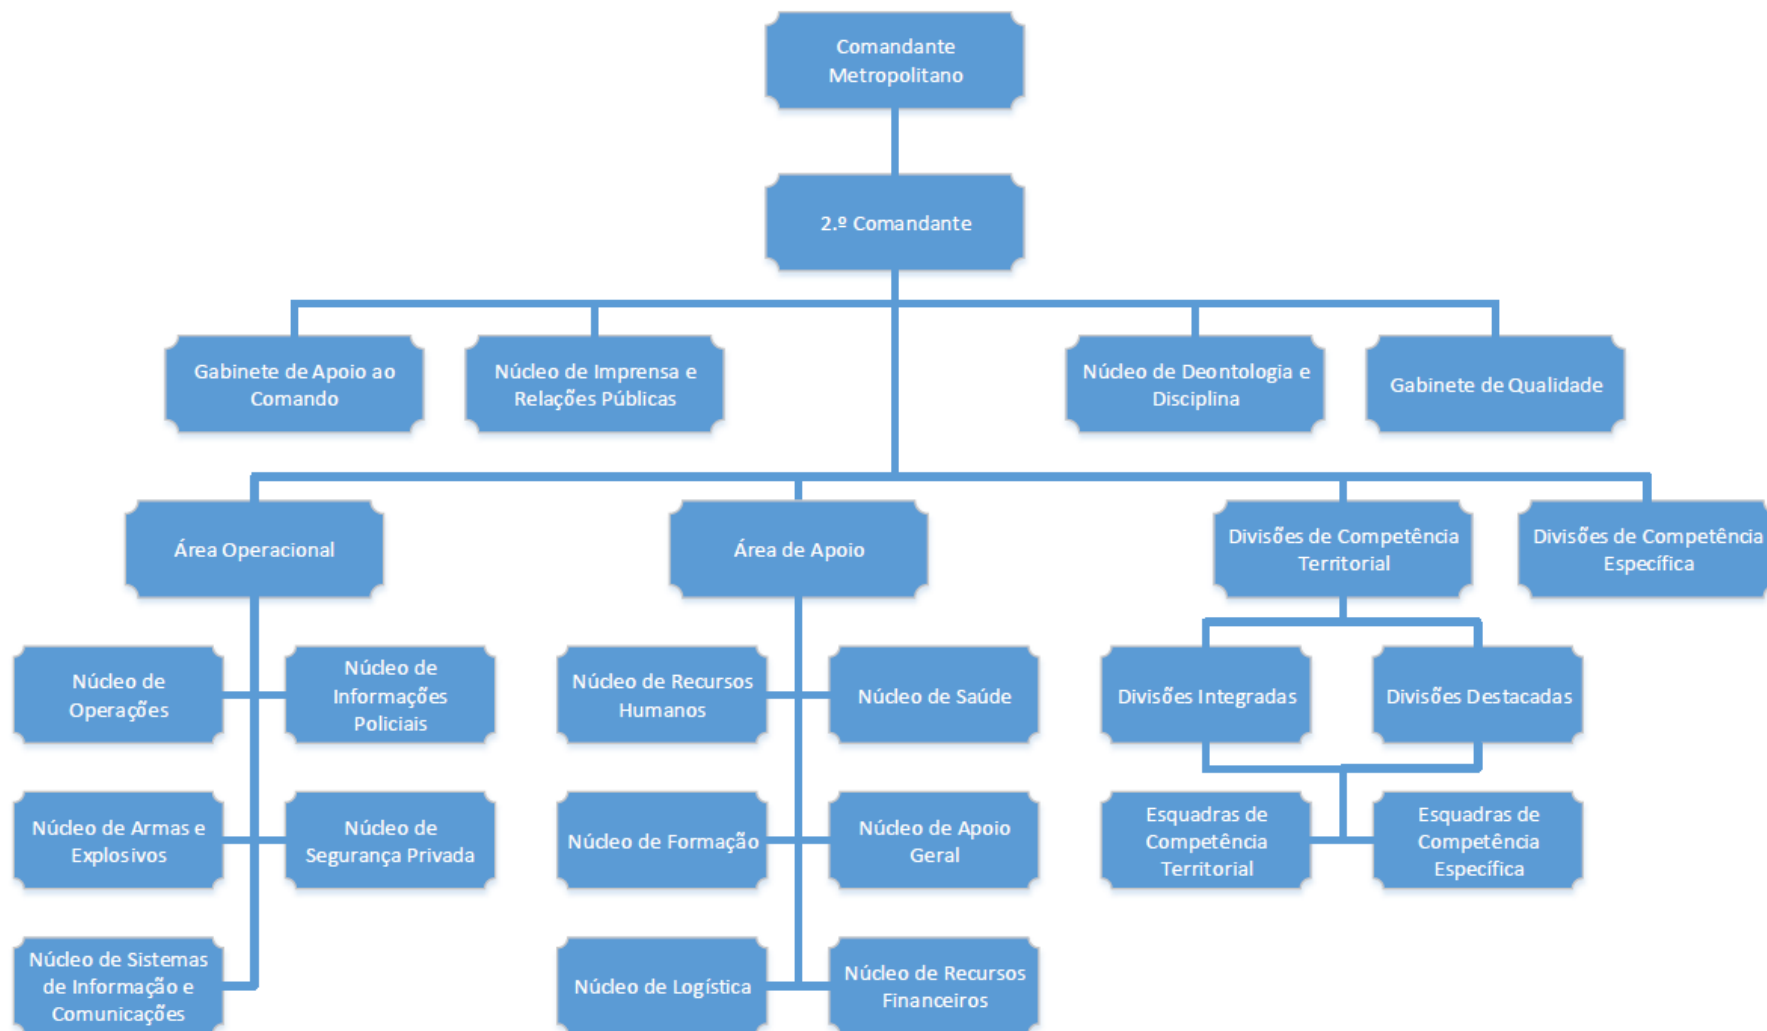 Comandante
Metropolitano
2.º Comandante
Gabinete de Apoio ao
Comando
Núcleo de Imprensa e
Relações Públicas
Núcleo de Deontologia e
Disciplina
Gabinete de Qualidade
Área Operacional
Área de Apoio
Divisões de Competência
Territorial
Divisões de Competência
Específica
Núcleo de
Operações
Núcleo de
Informações
Policiais
Núcleo de Recursos
Humanos
Núcleo de Saúde
Divisões Integradas
Divisões Destacadas
Núcleo de Armas e
Explosivos
Núcleo de
Segurança Privada
Núcleo de Formação
Núcleo de Apoio
Geral
Esquadras de
Competência
Territorial
Esquadras de
Competência
Específica
Núcleo de Sistemas
de Informação e
Comunicações
Núcleo de Logística
Núcleo de Recursos
Financeiros